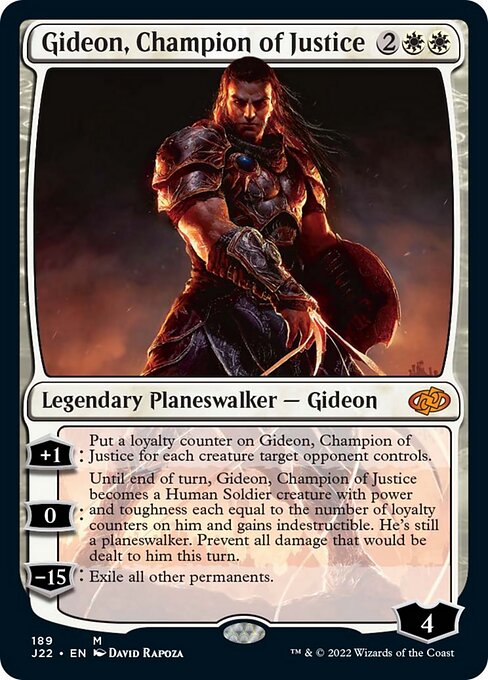 Gideon, Champion of Justice 2
Legendary Planeswalker — Gideon
+1: Put a loyalty counter on Gideon, Champion of
Justice for each creature target opponent controls.
0: Until end of turn, Gideon, Champion of Justice
becomes a Human Soldier creature with power
and toughness each equal to the number of loyalty
counters on him and gains indestructible. He's still
a planeswalker. Prevent all damage that would be
dealt to him this turn.
−15: Exile all other permanents.
4
189 M
J22 • EN David Rapoza ™ & © 2022 Wizards of the Coast